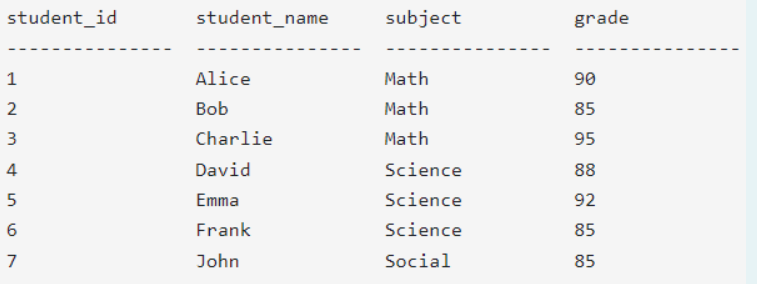 student_id student_name subject grade
--------------- --------------- --------------- ---------------
1 Alice Math 90
2 Bob Math 85
3 Charlie Math 95
4 David Science 88
5 Emma Science 92
6 Frank Science 85
7 John Social 85